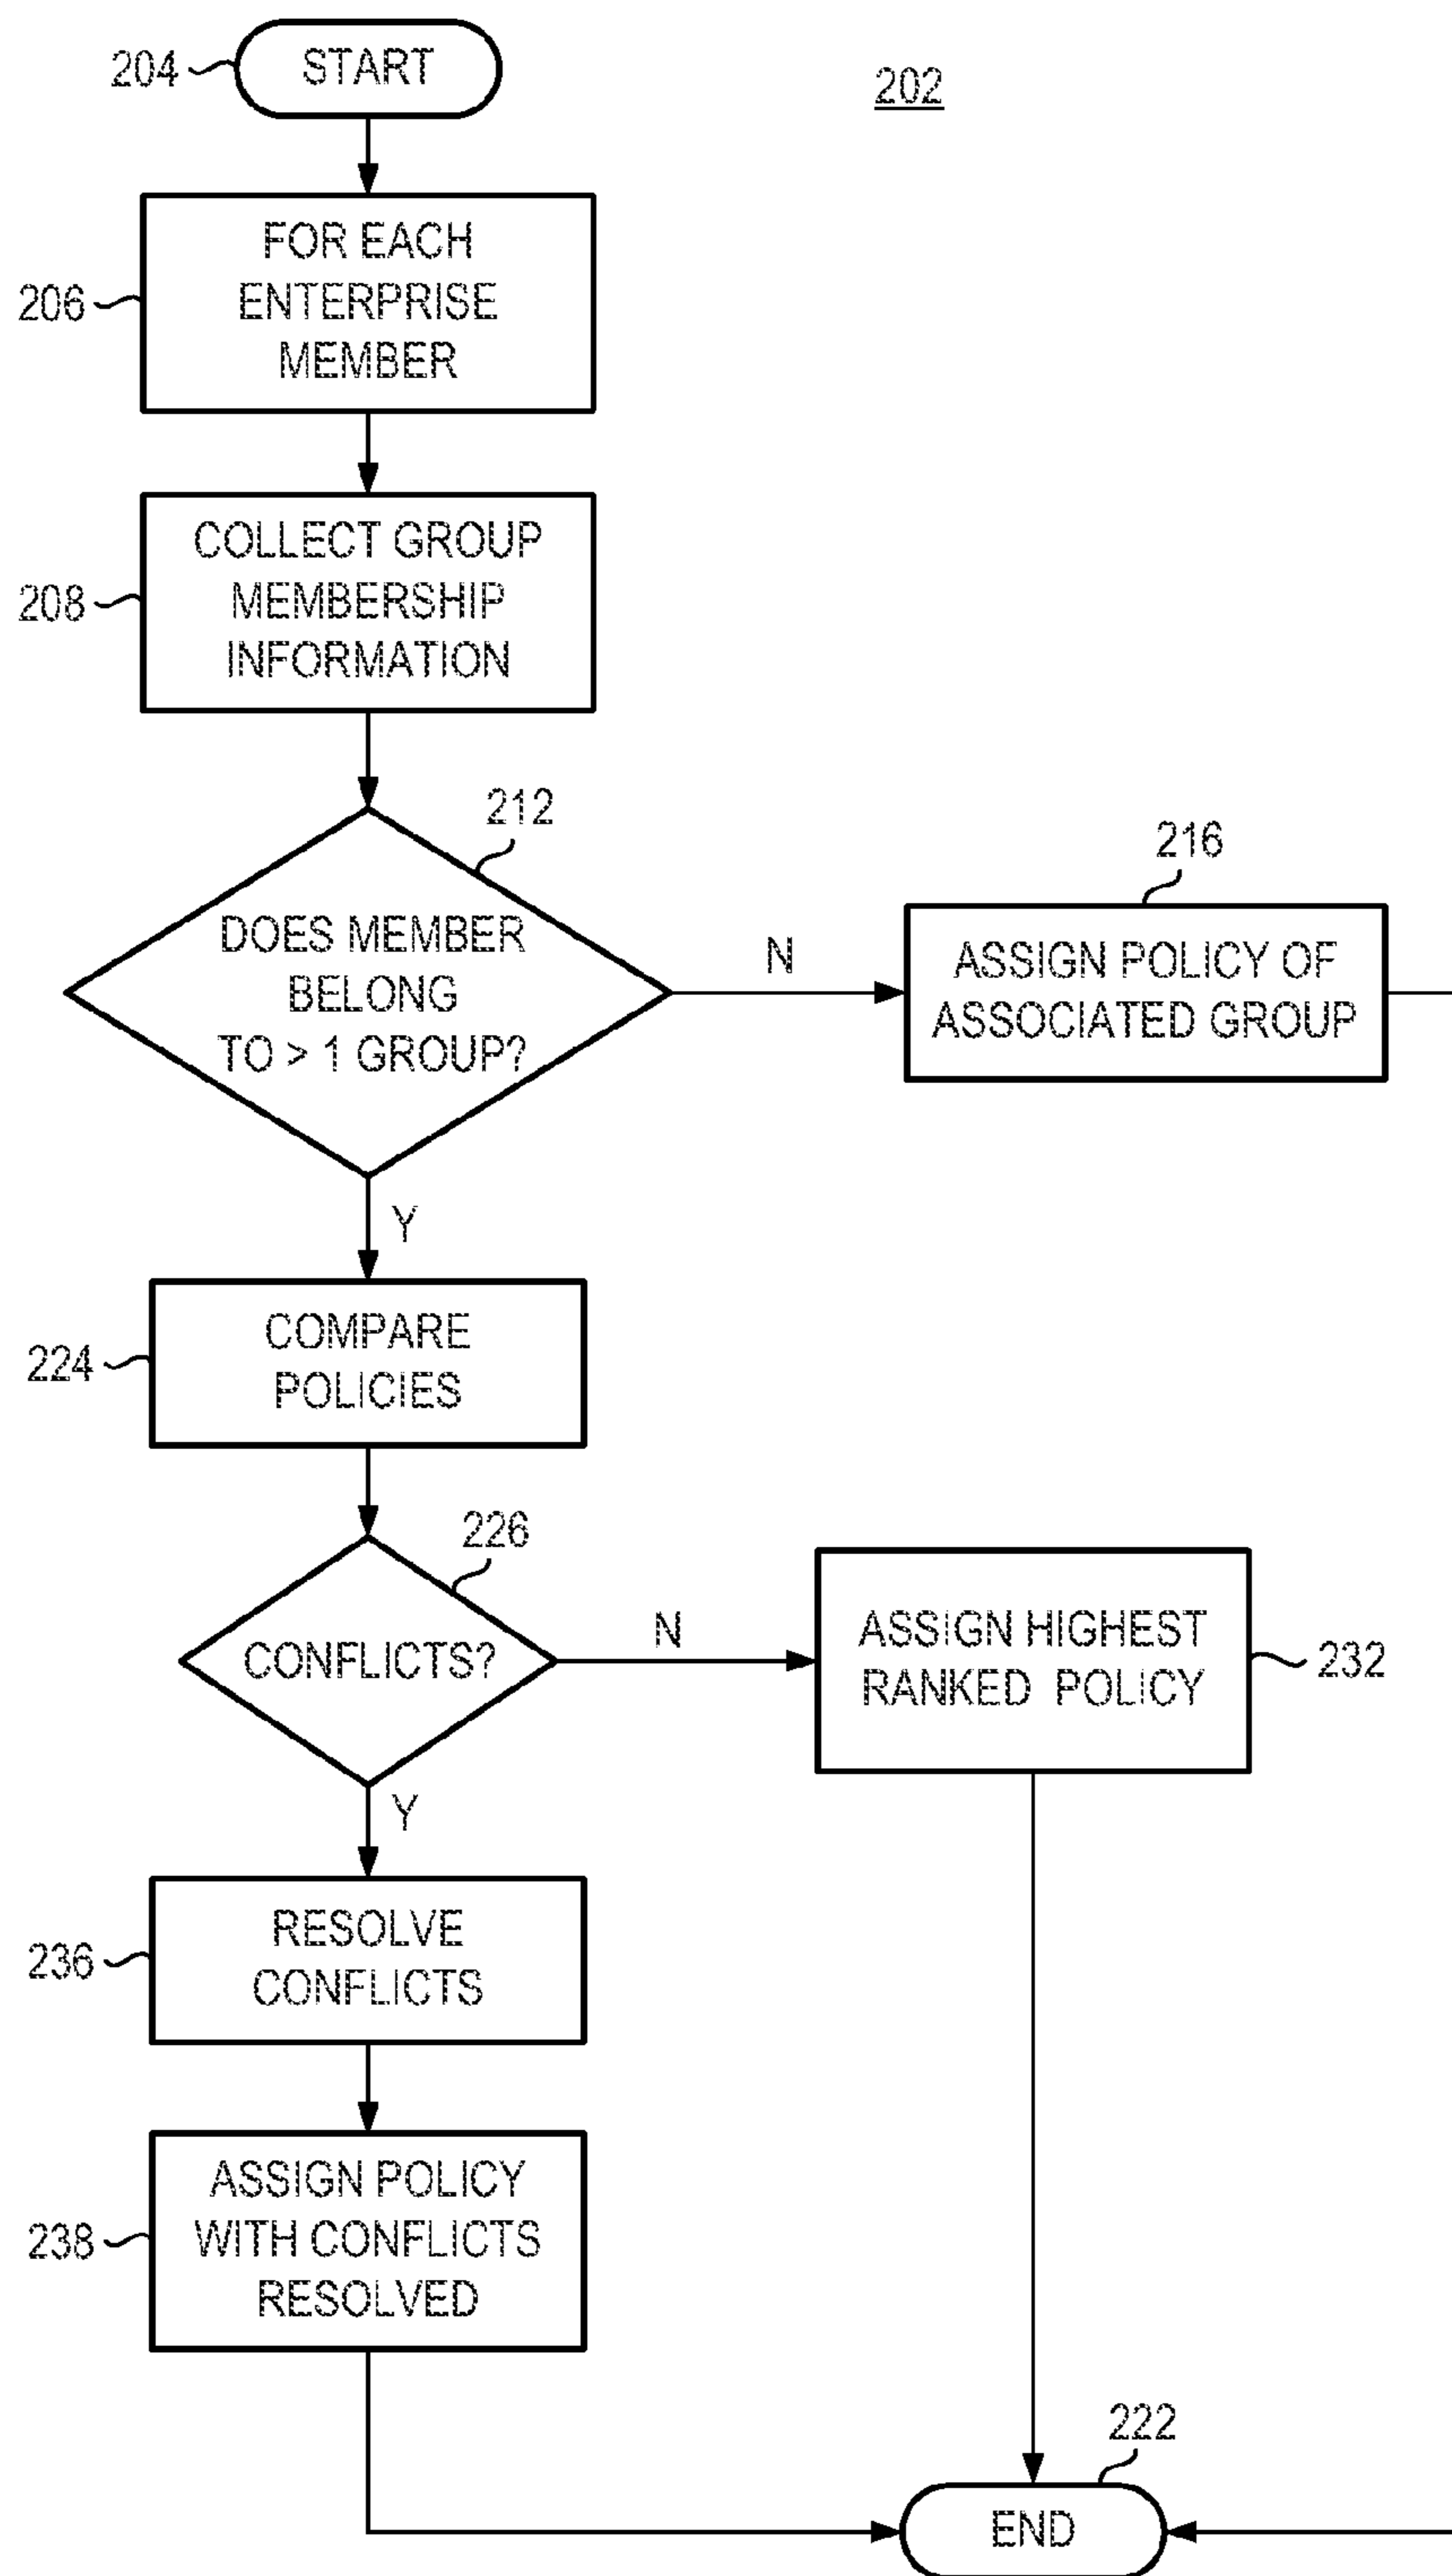 204
START
202
206
FOR EACH
ENTERPRISE
MEMBER
208
COLLECT GROUP
MEMBERSHIP
INFORMATION
212
DOES MEMBER
BELONG
TO > 1 GROUP?
N
216
ASSIGN POLICY OF
ASSOCIATED GROUP
Y
224
COMPARE
POLICIES
226
CONFLICTS?
N
ASSIGN HIGHEST
RANKED POLICY
232
Y
236
RESOLVE
CONFLICTS
238
ASSIGN POLICY
WITH CONFLICTS
RESOLVED
222
END